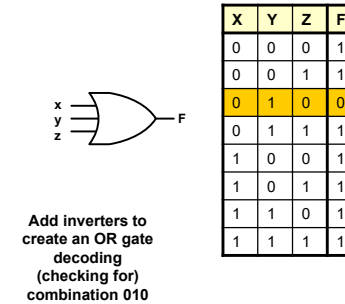 X Y Z F
0 0 0 1
0 0 1 1
0 1 0 0
0 1 1 1
1 0 0 1
1 0 1 1
1 1 0 1
1 1 1 1
x
y
z
F
Add inverters to
create an OR gate
decoding
(checking for)
combination 010